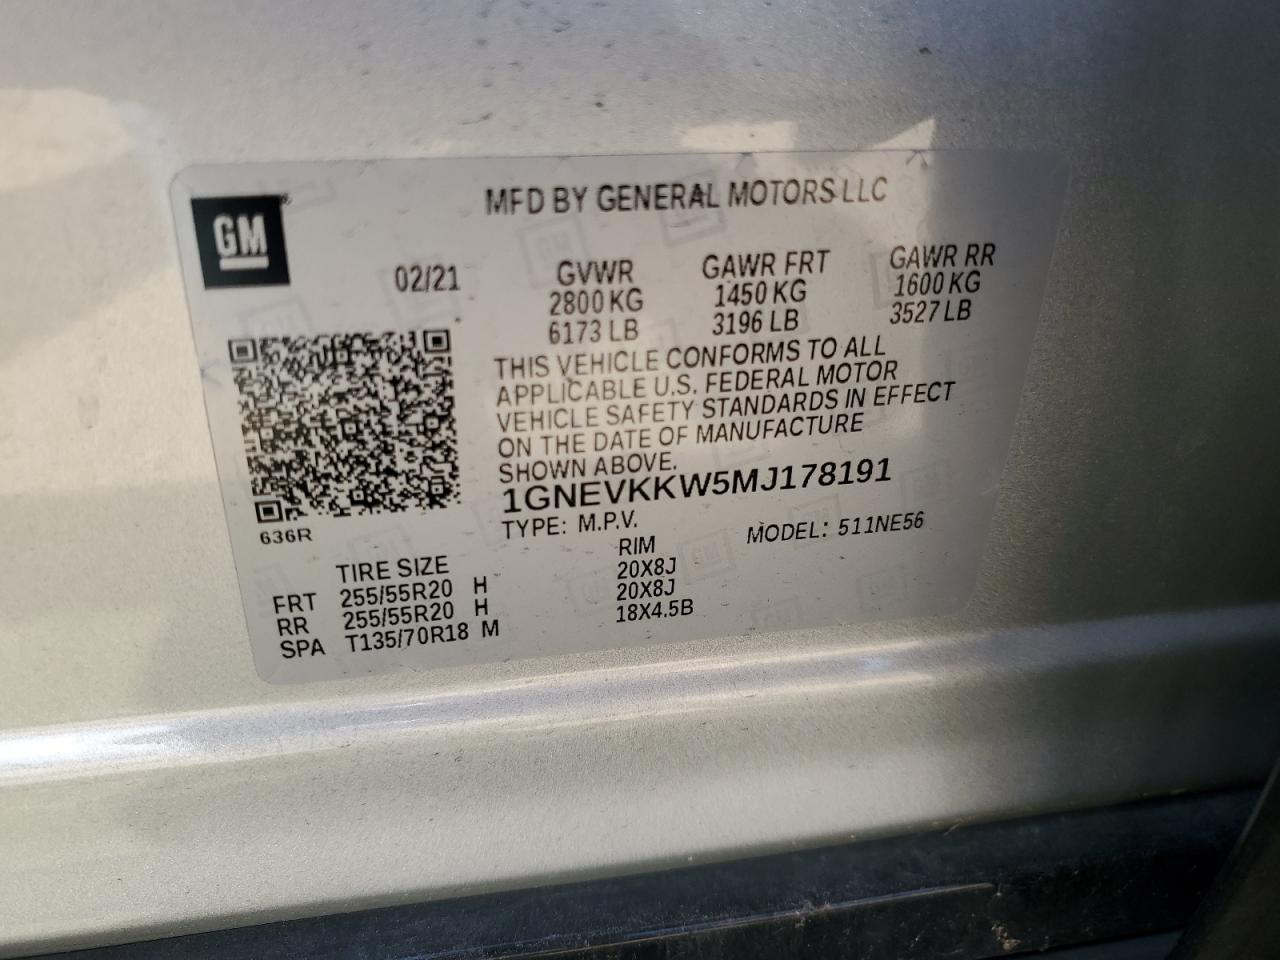 GM
MFD BY GENERAL MOTORS LLC
02/21
GVWR GAWR FRT GAWR RR
2800 KG 1450 KG 1600 KG
6173 LB 3196 LB 3527 LB
THIS VEHICLE CONFORMS TO ALL
APPLICABLE U.S. FEDERAL MOTOR
VEHICLE SAFETY STANDARDS IN EFFECT
ON THE DATE OF MANUFACTURE
SHOWN ABOVE.
1GNEVKKW5MJ178191
636R
TYPE: M.P.V. MODEL: 511NE56
TIRE SIZE RIM
FRT 255/55R20 H 20X8J
RR 255/55R20 H 20X8J
SPA T135/70R18 M 18X4.5B